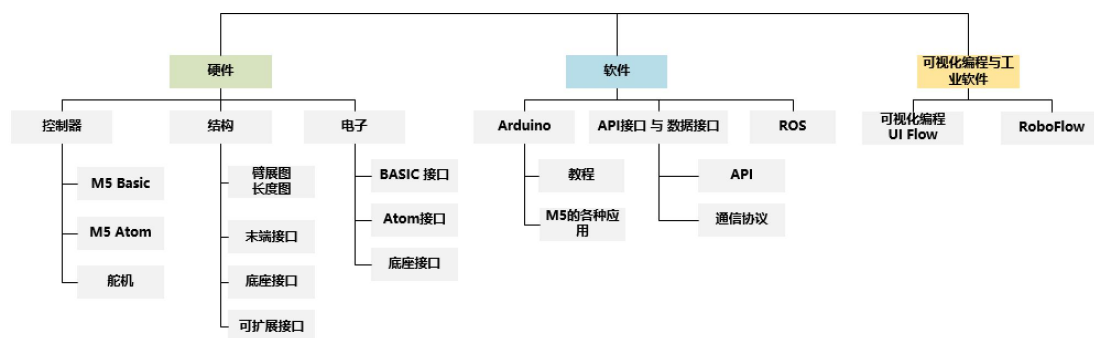 硬件
软件
可视化编程与工
业软件
控制器
结构
电子
Arduino
API接口 与 数据接口
ROS
可视化编程
UI Flow
RoboFlow
M5 Basic
M5 Atom
舵机
臂展图
长度图
末端接口
底座接口
可扩展接口
BASIC 接口
Atom接口
底座接口
教程
M5的各种应
用
API
通信协议